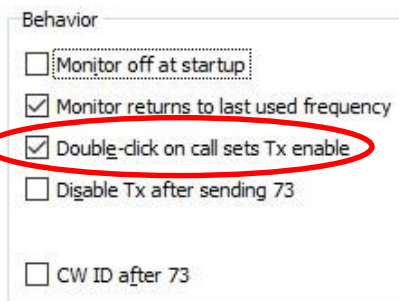 Behavior
Monitor off at startup
Monitor returns to last used frequency
Double-click on call sets Tx enable
Disable Tx after sending 73
CW ID after 73